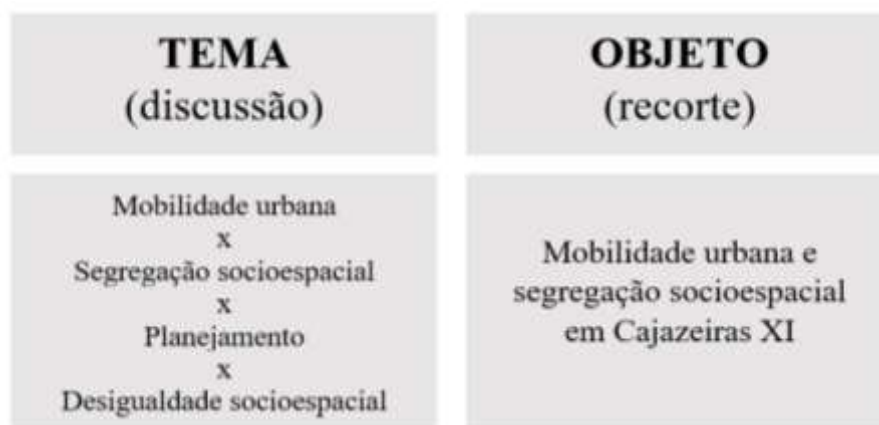 TEMA
(discussão)
OBJETO
(recorte)
Mobilidade urbana
x
Segregação socioespacial
x
Planejamento
x
Desigualdade socioespacial
Mobilidade urbana e
segregação socioespacial
em Cajazeiras XI